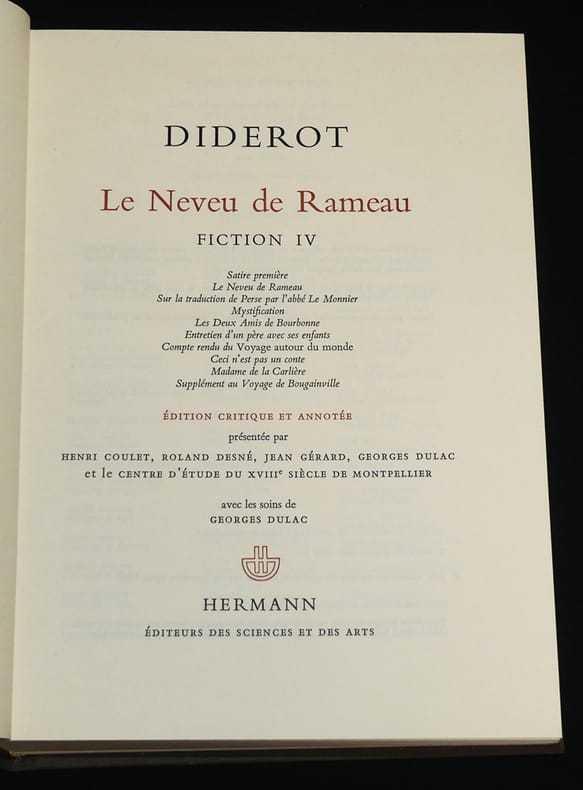 DIDEROT
Le Neveu de Rameau
FICTION IV
Satire première
Le Neveu de Rameau
Sur la traduction de Perse par l'abbé Le Monnier
Mystification
Les Deux Amis de Bourbonne
Entretien d'un père avec ses enfants
Compte rendu du Voyage autour du monde
Ceci n'est pas un conte
Madame de la Carlière
Supplément au Voyage de Bougainville
ÉDITION CRITIQUE ET ANNOTÉE
présentée par
HENRI COULET, ROLAND DESNÉ, JEAN GÉRARD, GEORGES DULAC
et le CENTRE D'ÉTUDE DU XVIIIe SIÈCLE DE MONTPELLIER
avec les soins de
GEORGES DULAC
HERMANN
ÉDITEURS DES SCIENCES ET DES ARTS